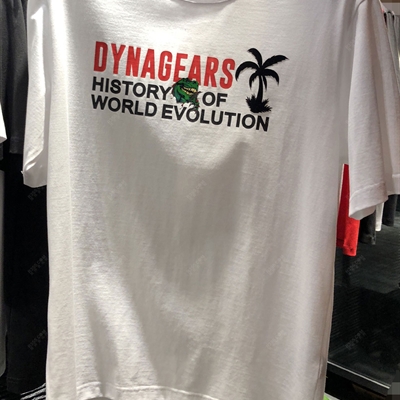 DYNAGEARS
HISTORY OF
WORLD EVOLUTION